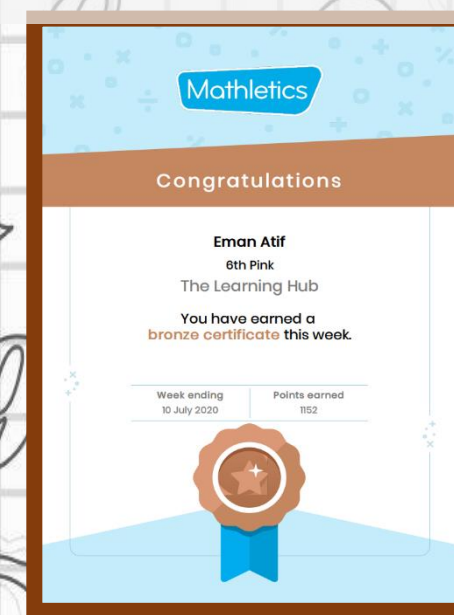 Mathletics
Congratulations
Eman Atif
6th Pink
The Learning Hub
You have earned a
bronze certificate this week.
Week ending
10 July 2020
Points earned
1152